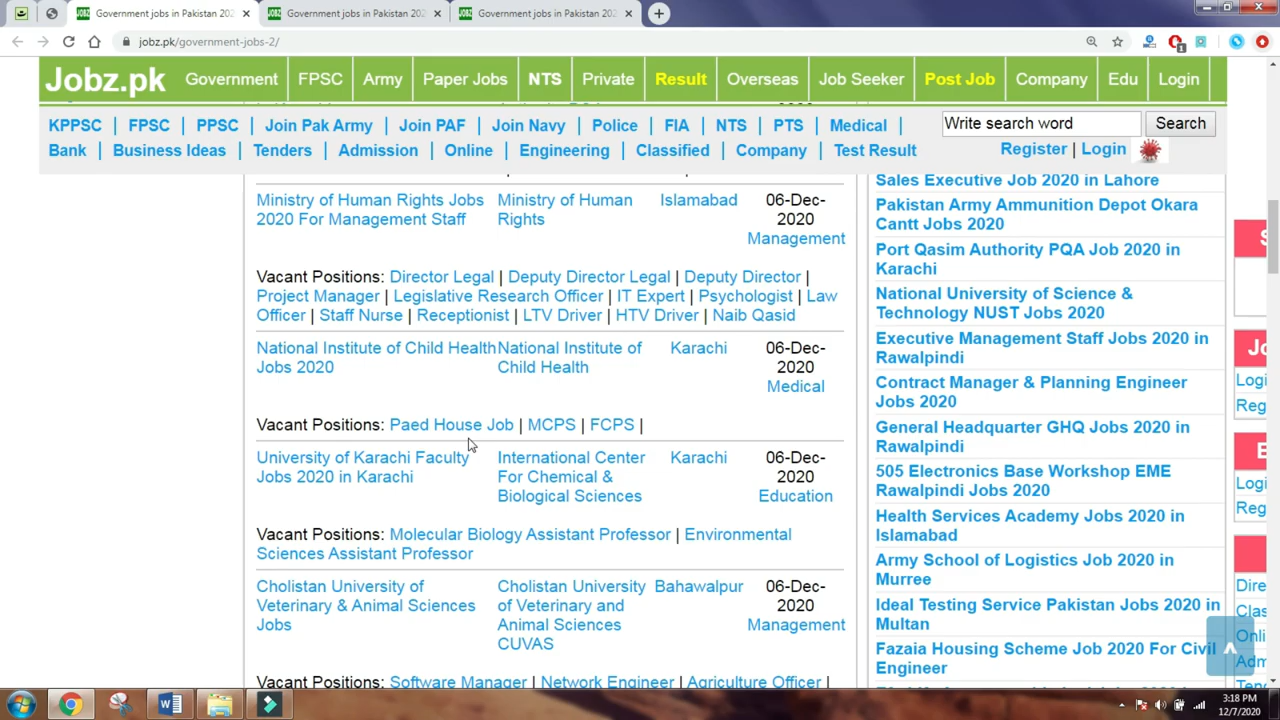 Government jobs in Pakistan 202
Government jobs in Pakistan 202
Government jobs in Pakistan 202
jobz.pk/government-jobs-2/
Jobz.pk Government FPSC Army Paper Jobs NTS Private Result Overseas Job Seeker Post Job Company Edu Login
KPPSC | FPSC | PPSC | Join Pak Army | Join PAF | Join Navy | Police | FIA | NTS | PTS | Medical |
Write search word Search
Bank | Business Ideas | Tenders | Admission | Online | Engineering | Classified | Company | Test Result
Register | Login
Ministry of Human Rights Jobs
2020 For Management Staff
Ministry of Human
Rights
Islamabad
06-Dec-
2020
Management
Vacant Positions: Director Legal | Deputy Director Legal | Deputy Director |
Project Manager | Legislative Research Officer | IT Expert | Psychologist | Law
Officer | Staff Nurse | Receptionist | LTV Driver | HTV Driver | Naib Qasid
National Institute of Child Health
Jobs 2020
National Institute of
Child Health
Karachi
06-Dec-
2020
Medical
Vacant Positions: Paed House Job | MCPS | FCPS |
University of Karachi Faculty
Jobs 2020 in Karachi
International Center
For Chemical &
Biological Sciences
Karachi
06-Dec-
2020
Education
Vacant Positions: Molecular Biology Assistant Professor | Environmental
Sciences Assistant Professor
Cholistan University of
Veterinary & Animal Sciences
Jobs
Cholistan University
of Veterinary and
Animal Sciences
CUVAS
Bahawalpur
06-Dec-
2020
Management
Vacant Positions: Software Manager | Network Engineer | Agriculture Officer |
Sales Executive Job 2020 in Lahore
Pakistan Army Ammunition Depot Okara
Cantt Jobs 2020
Port Qasim Authority PQA Job 2020 in
Karachi
National University of Science &
Technology NUST Jobs 2020
Executive Management Staff Jobs 2020 in
Rawalpindi
Contract Manager & Planning Engineer
Jobs 2020
General Headquarter GHQ Jobs 2020 in
Rawalpindi
505 Electronics Base Workshop EME
Rawalpindi Jobs 2020
Health Services Academy Jobs 2020 in
Islamabad
Army School of Logistics Job 2020 in
Murree
Ideal Testing Service Pakistan Jobs 2020 in
Multan
Fazaia Housing Scheme Job 2020 For Civil
Engineer
S
Jo
Logi
Reg
E
Logi
Reg
Dire
Clas
Onli
Adm
3:18 PM
12/7/2020